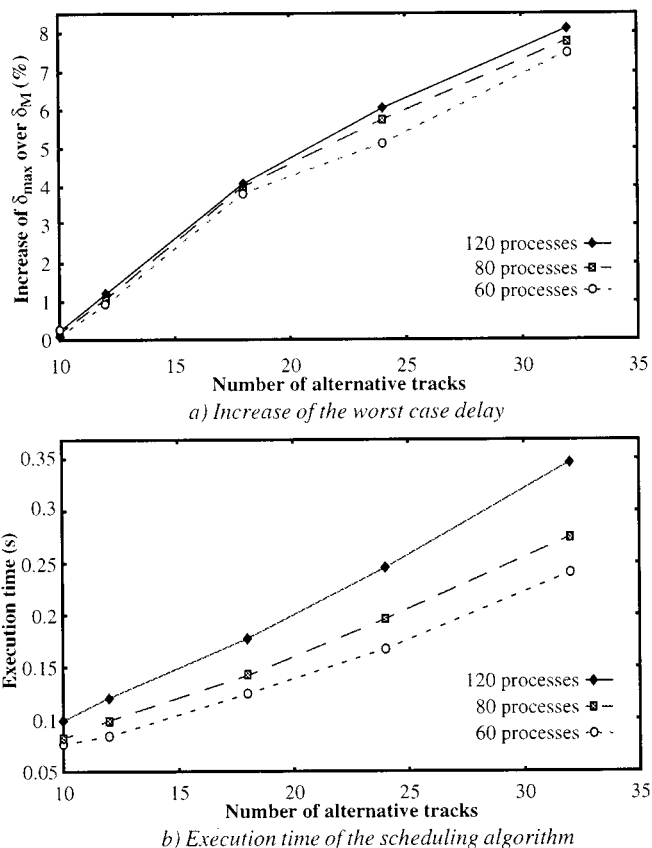 8
7
6
5
4
3
2
1
0
Increase of δmax over δM (%)
120 processes
80 processes
60 processes
10 15 20 25 30 35
Number of alternative tracks
a) Increase of the worst case delay
0.35
0.3
0.25
0.2
0.15
0.1
0.05
Execution time (s)
120 processes
80 processes
60 processes
10 15 20 25 30 35
Number of alternative tracks
b) Execution time of the scheduling algorithm